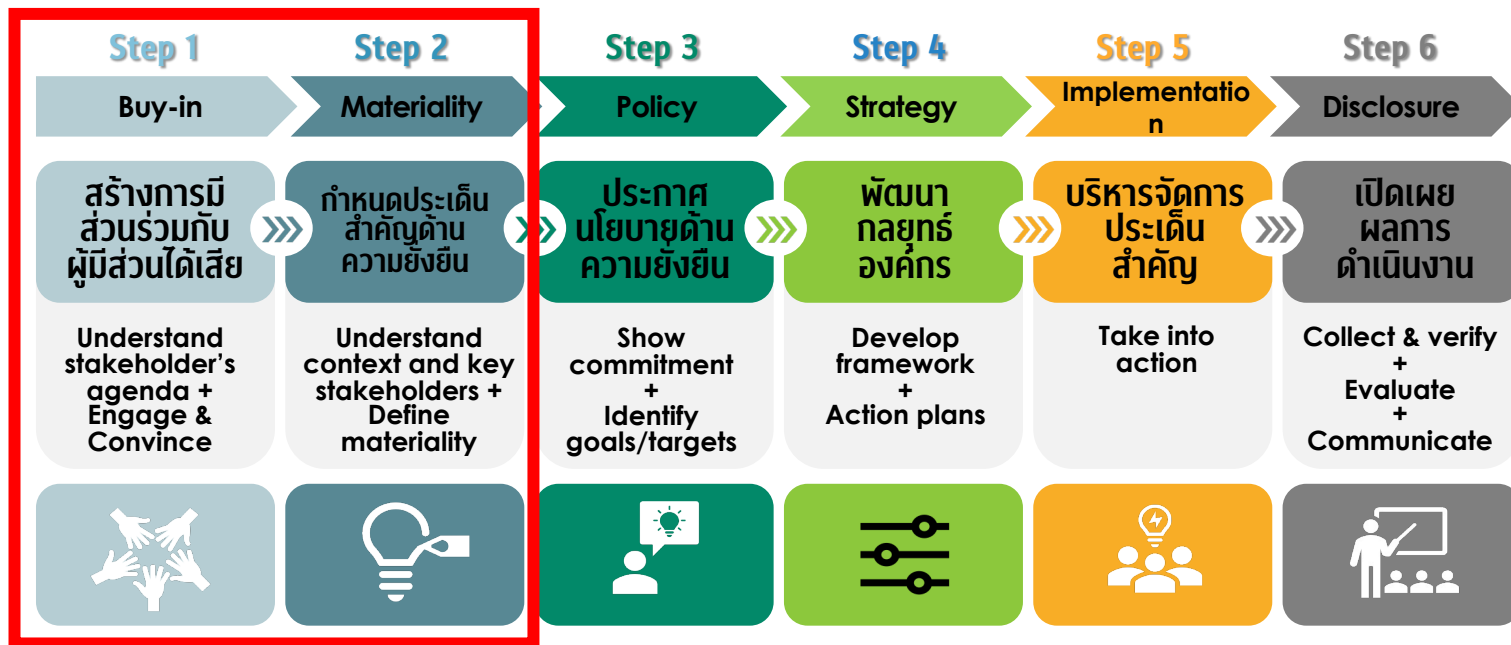 Step 1
Step 2
Step 3
Step 4
Step 5
Step 6
Buy-in
Materiality
Policy
Strategy
Implementatio
n
Disclosure
สร้างการมี
ส่วนร่วมกับ
ผู้มีส่วนได้เสีย
กำหนดประเด็น
สำคัญด้าน
ความยั่งยืน
ประกาศ
นโยบายด้าน
ความยั่งยืน
พัฒนา
กลยุทธ์
องค์กร
บริหารจัดการ
ประเด็น
สำคัญ
เปิดเผย
ผลการ
ดำเนินงาน
Understand
stakeholder’s
agenda +
Engage &
Convince
Understand
context and key
stakeholders +
Define
materiality
Show
commitment
+
Identify
goals/targets
Develop
framework
+
Action plans
Take into
action
Collect & verify
+
Evaluate
+
Communicate